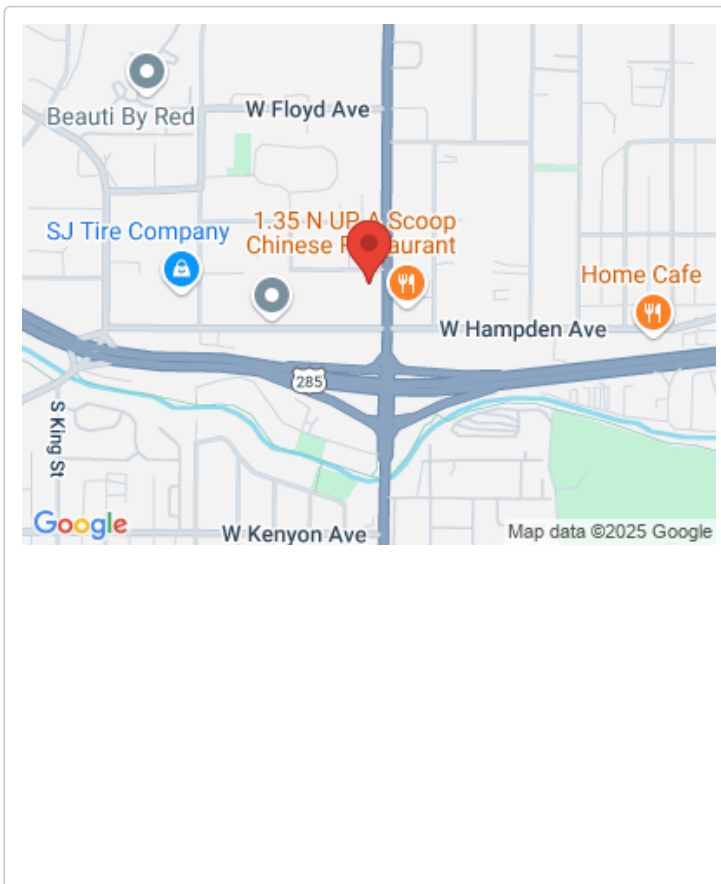 W Floyd Ave
Beauti By Red
1.35 N UP A Scoop
Chinese R aurant
SJ Tire Company
Home Cafe
W Hampden Ave
285
S King St
W Kenyon Ave
Google
Map data ©2025 Google